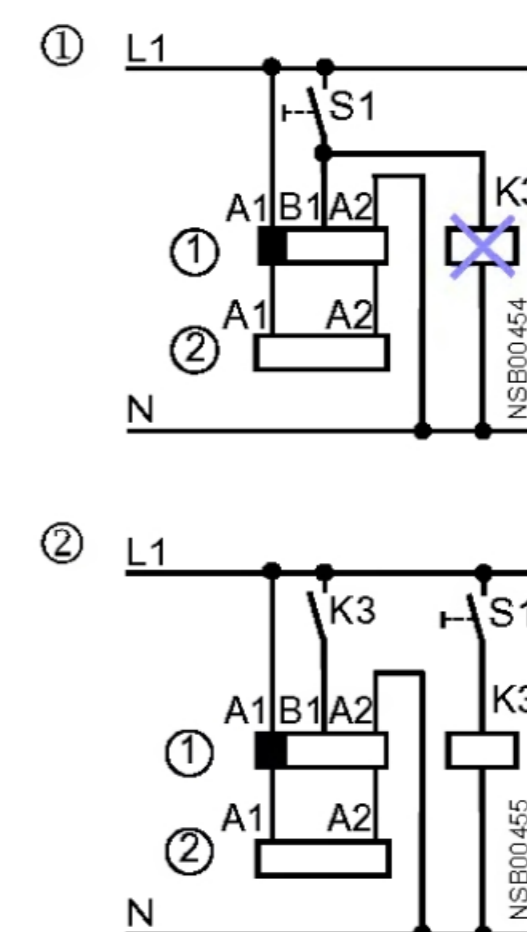 ① L1
S1
A1 B1 A2 K3
①
A1 A2
②
N
NSB00454
② L1
K3 S1
A1 B1 A2 K3
①
A1 A2
②
N
NSB00455